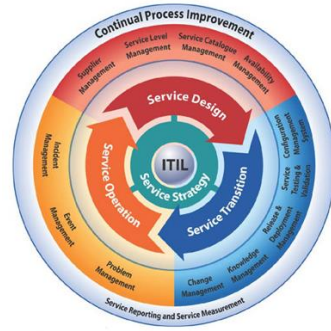 Continual Process Improvement
Supplier
Management
Service Level
Management
Service Catalogue
Management
Availability
Management
System
Configuration
Management
Service
Testing &
Validation
Release &
Deployment
Management
Knowledge
Management
Change
Management
Problem
Management
Event
Management
Incident
Management
Service Design
Service Transition
Service Operation
Service Strategy
ITIL
Service Reporting and Service Measurement